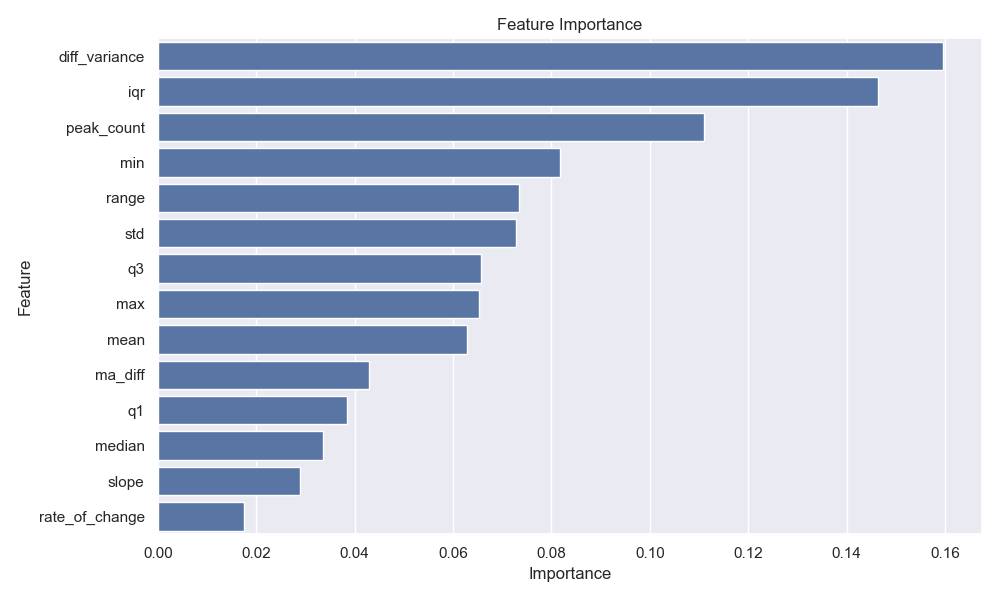 Feature Importance
Feature
diff_variance
iqr
peak_count
min
range
std
q3
max
mean
ma_diff
q1
median
slope
rate_of_change
0.00 0.02 0.04 0.06 0.08 0.10 0.12 0.14 0.16
Importance